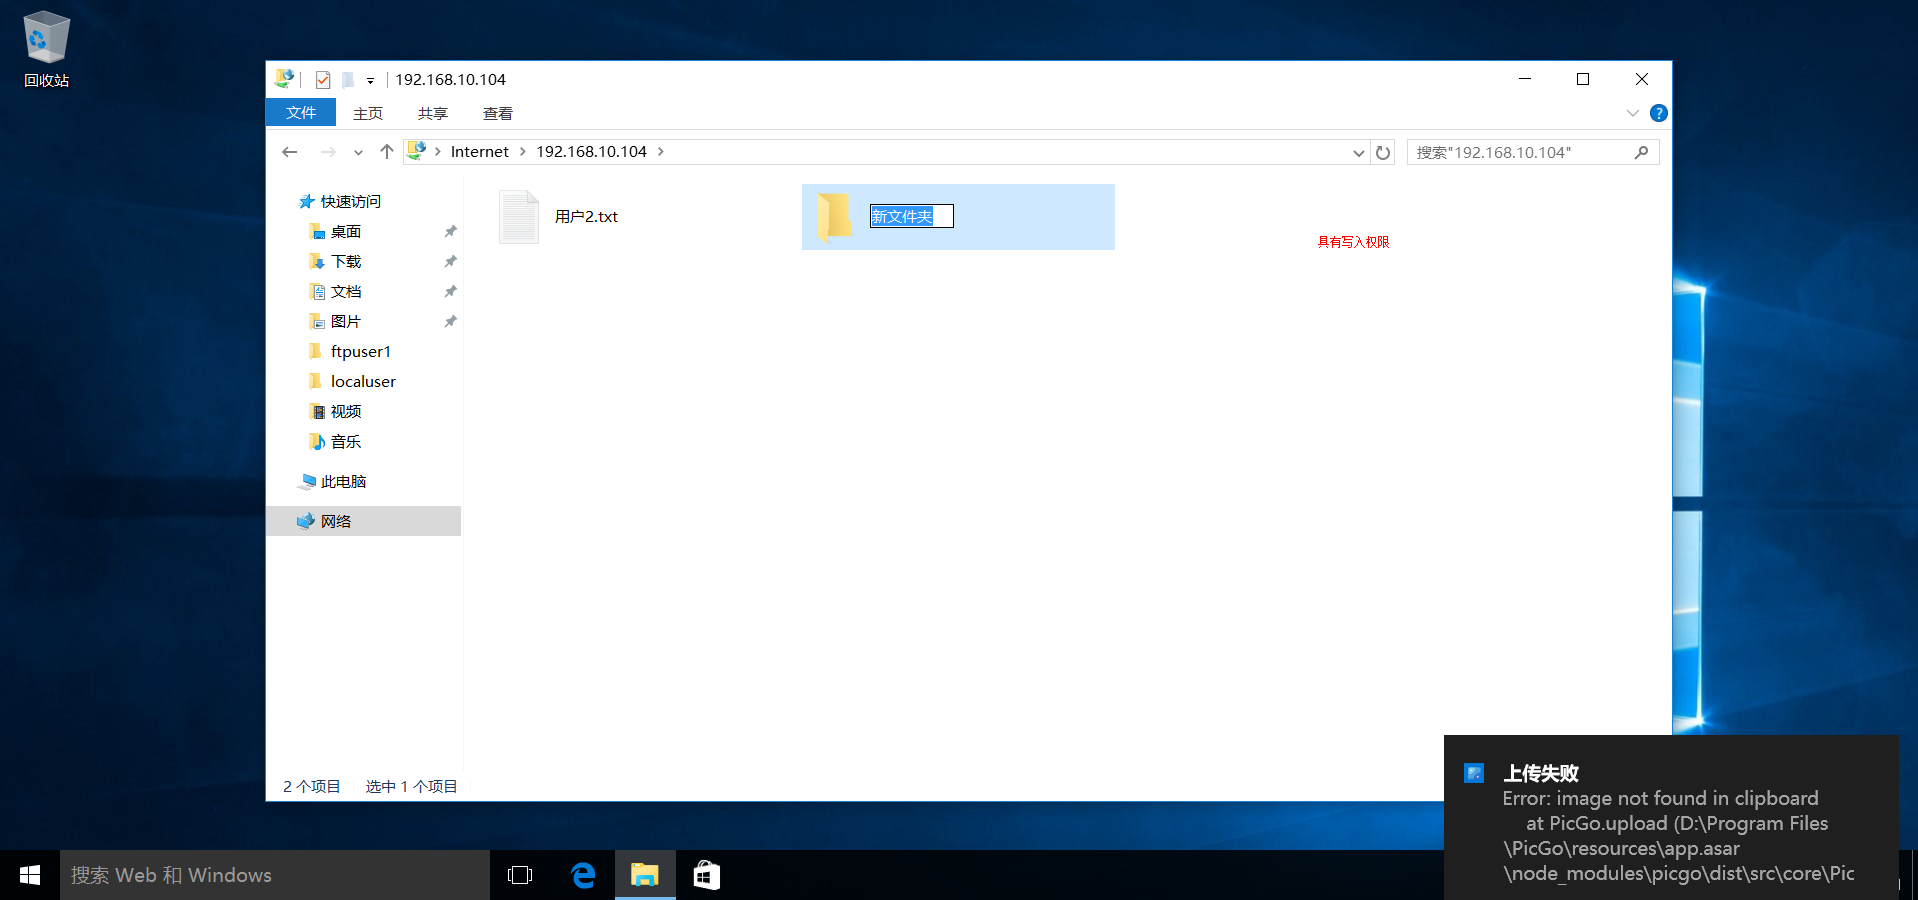 回收站
192.168.10.104
文件 主页 共享 查看
Internet 192.168.10.104
搜索"192.168.10.104"
快速访问
桌面
下载
文档
图片
ftpuser1
localuser
视频
音乐
此电脑
网络
用户2.txt
新文件夹
具有写入权限
2 个项目 选中 1 个项目
上传失败
Error: image not found in clipboard
at PicGo.upload (D:\Program Files
\PicGo\resources\app.asar
\node_modules\picgo\dist\src\core\Pic
搜索 Web 和 Windows